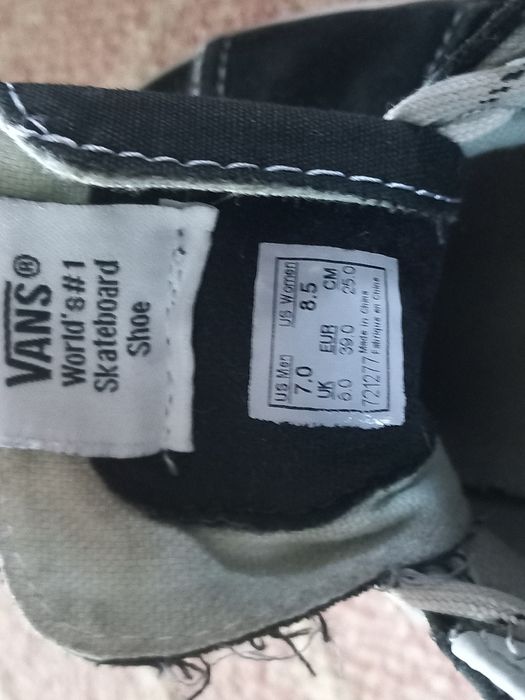 VANS®
World's#1
Skateboard
Shoe
US Men US Women
7.0 8.5
UK EUR CM
6.0 39.0 25.0
721277 Made in China
Fabriqué en Chine